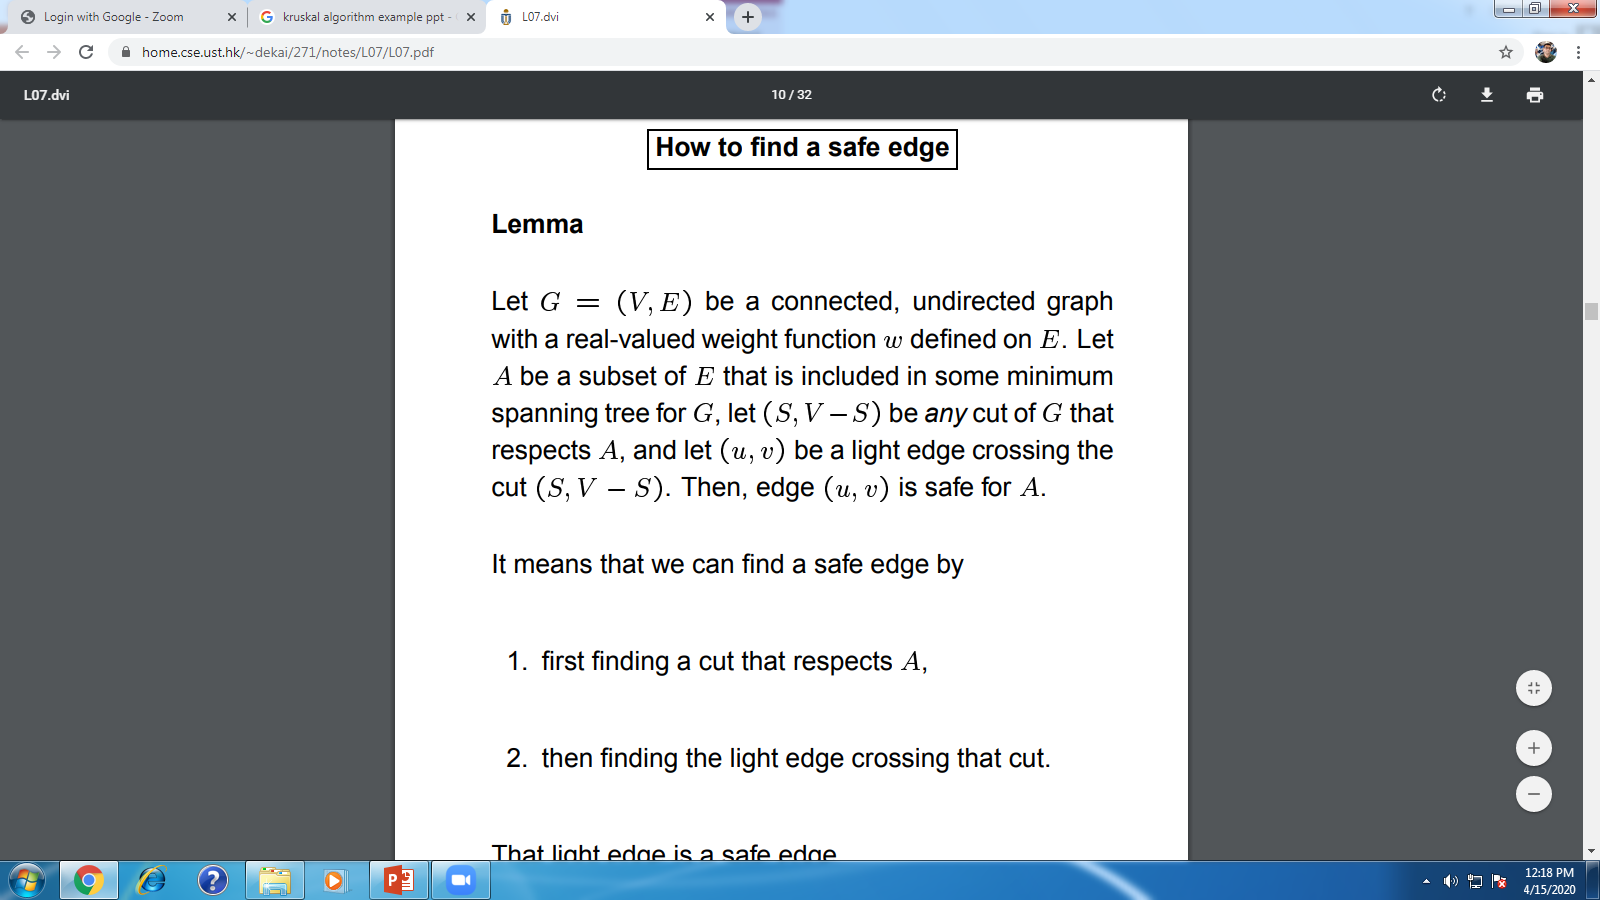 Login with Google - Zoom
kruskal algorithm example ppt -
L07.dvi
home.cse.ust.hk/~dekai/271/notes/L07/L07.pdf
L07.dvi
10 / 32
How to find a safe edge
Lemma
Let G = (V, E) be a connected, undirected graph
with a real-valued weight function w defined on E. Let
A be a subset of E that is included in some minimum
spanning tree for G, let (S, V − S) be any cut of G that
respects A, and let (u, v) be a light edge crossing the
cut (S, V − S). Then, edge (u, v) is safe for A.
It means that we can find a safe edge by
1. first finding a cut that respects A,
2. then finding the light edge crossing that cut.
That light edge is a safe edge
12:18 PM
4/15/2020